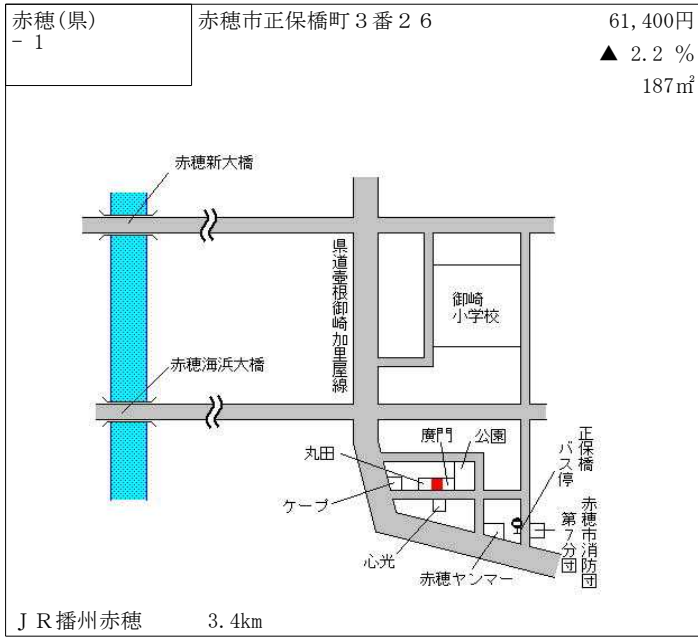 赤穂(県)
- 1
赤穂市正保橋町３番２６
61,400円
▲ 2.2 %
187㎡
赤穂新大橋
県道壺根御崎加里屋線
御崎
小学校
赤穂海浜大橋
丸田
廣門
公園
正保橋
バス停
ケープ
心光
赤穂ヤンマー
赤穂市消防団
第７分団
ＪＲ播州赤穂
3.4km